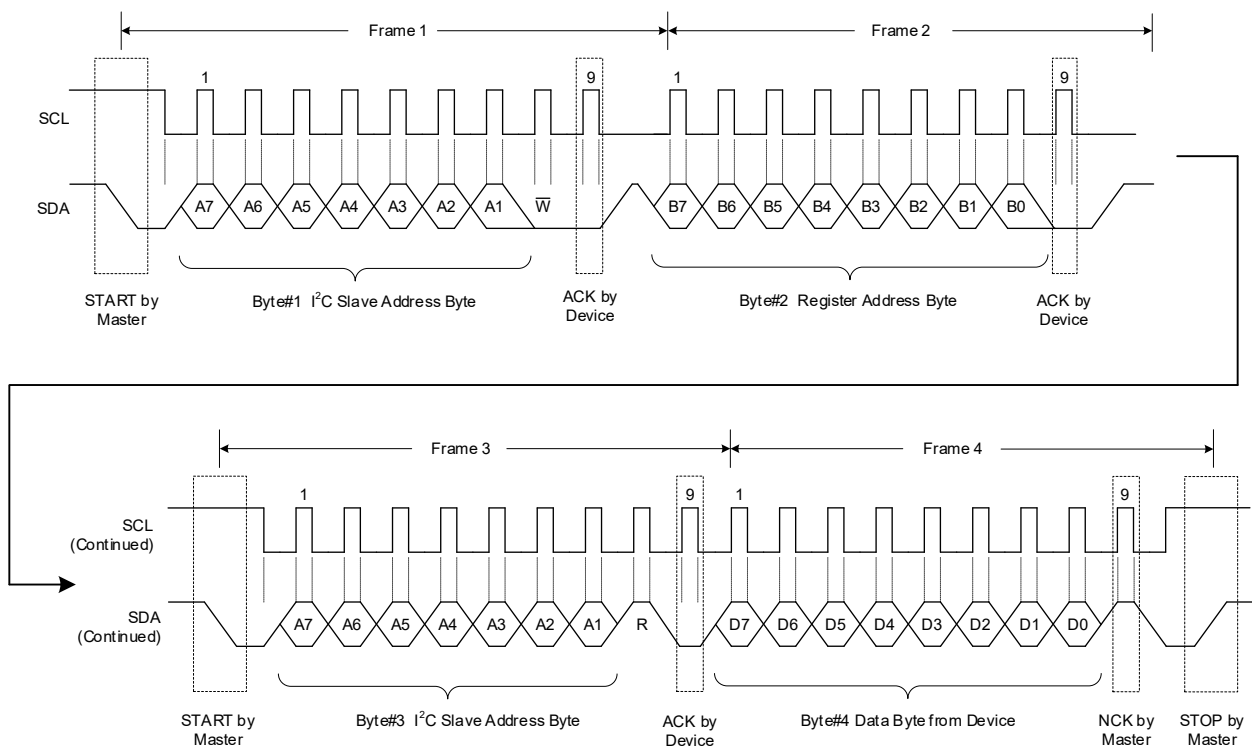 Frame 1 Frame 2
1 9 1 9
SCL
SDA A7 A6 A5 A4 A3 A2 A1 W̅ B7 B6 B5 B4 B3 B2 B1 B0
START by Master
Byte#1 I²C Slave Address Byte
ACK by Device
Byte#2 Register Address Byte
ACK by Device
Frame 3 Frame 4
1 9 1 9
SCL (Continued)
SDA (Continued) A7 A6 A5 A4 A3 A2 A1 R D7 D6 D5 D4 D3 D2 D1 D0
START by Master
Byte#3 I²C Slave Address Byte
ACK by Device
Byte#4 Data Byte from Device
NCK by Master
STOP by Master